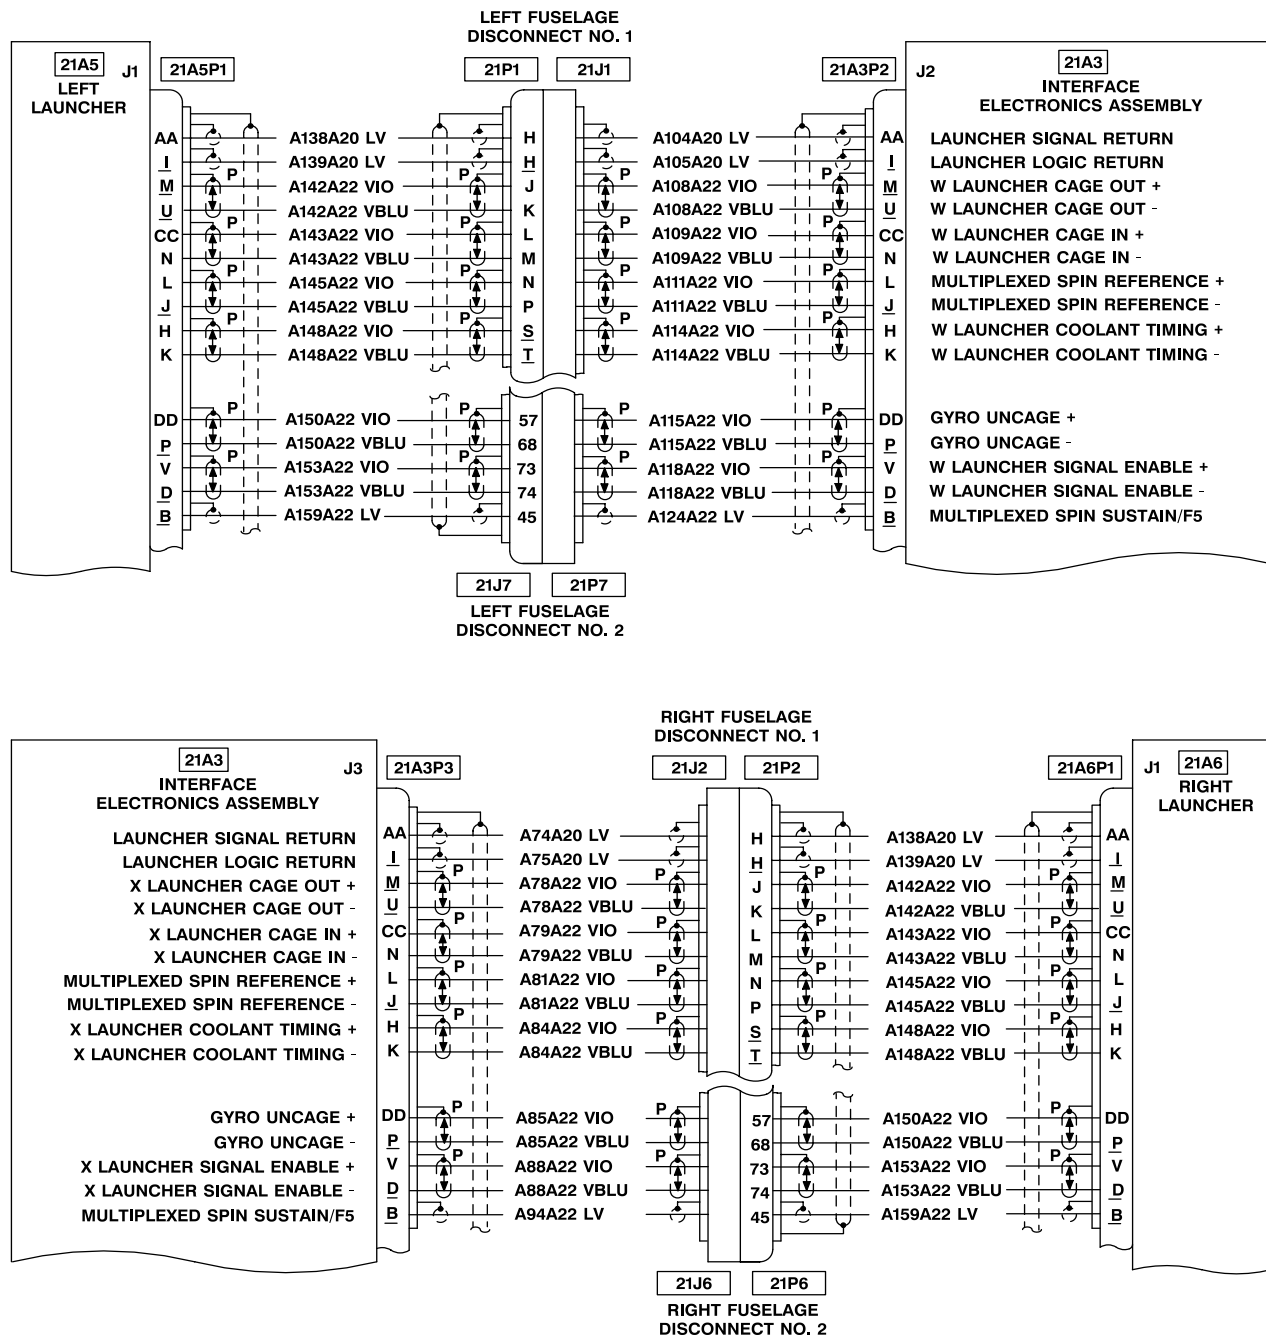 LEFT FUSELAGE
DISCONNECT NO. 1
21A5 J1 21A5P1 21P1 21J1 21A3P2 J2 21A3
LEFT
LAUNCHER
INTERFACE
ELECTRONICS ASSEMBLY
AA A138A20 LV H A104A20 LV AA LAUNCHER SIGNAL RETURN
I A139A20 LV H A105A20 LV I LAUNCHER LOGIC RETURN
M P A142A22 VIO P J P A108A22 VIO P M W LAUNCHER CAGE OUT +
U A142A22 VBLU K A108A22 VBLU U W LAUNCHER CAGE OUT -
CC P A143A22 VIO P L P A109A22 VIO P CC W LAUNCHER CAGE IN +
N A143A22 VBLU M A109A22 VBLU N W LAUNCHER CAGE IN -
L P A145A22 VIO P N P A111A22 VIO P L MULTIPLEXED SPIN REFERENCE +
J A145A22 VBLU P A111A22 VBLU J MULTIPLEXED SPIN REFERENCE -
H P A148A22 VIO P S P A114A22 VIO P H W LAUNCHER COOLANT TIMING +
K A148A22 VBLU T A114A22 VBLU K W LAUNCHER COOLANT TIMING -
DD P A150A22 VIO P 57 P A115A22 VIO P DD GYRO UNCAGE +
P A150A22 VBLU 68 A115A22 VBLU P GYRO UNCAGE -
V P A153A22 VIO P 73 P A118A22 VIO P V W LAUNCHER SIGNAL ENABLE +
D A153A22 VBLU 74 A118A22 VBLU D W LAUNCHER SIGNAL ENABLE -
B A159A22 LV 45 A124A22 LV B MULTIPLEXED SPIN SUSTAIN/F5
21J7 21P7
LEFT FUSELAGE
DISCONNECT NO. 2
RIGHT FUSELAGE
DISCONNECT NO. 1
21A3 J3 21A3P3 21J2 21P2 21A6P1 J1 21A6
INTERFACE
ELECTRONICS ASSEMBLY
RIGHT
LAUNCHER
LAUNCHER SIGNAL RETURN AA A74A20 LV H A138A20 LV AA
LAUNCHER LOGIC RETURN I A75A20 LV H A139A20 LV I
X LAUNCHER CAGE OUT + M P A78A22 VIO P J P A142A22 VIO P M
X LAUNCHER CAGE OUT - U A78A22 VBLU K A142A22 VBLU U
X LAUNCHER CAGE IN + CC P A79A22 VIO P L P A143A22 VIO P CC
X LAUNCHER CAGE IN - N A79A22 VBLU M A143A22 VBLU N
MULTIPLEXED SPIN REFERENCE + L P A81A22 VIO P N P A145A22 VIO P L
MULTIPLEXED SPIN REFERENCE - J A81A22 VBLU P A145A22 VBLU J
X LAUNCHER COOLANT TIMING + H P A84A22 VIO P S P A148A22 VIO P H
X LAUNCHER COOLANT TIMING - K A84A22 VBLU T A148A22 VBLU K
GYRO UNCAGE + DD P A85A22 VIO P 57 P A150A22 VIO P DD
GYRO UNCAGE - P A85A22 VBLU 68 A150A22 VBLU P
X LAUNCHER SIGNAL ENABLE + V P A88A22 VIO P 73 P A153A22 VIO P V
X LAUNCHER SIGNAL ENABLE - D A88A22 VBLU 74 A153A22 VBLU D
MULTIPLEXED SPIN SUSTAIN/F5 B A94A22 LV 45 A159A22 LV B
21J6 21P6
RIGHT FUSELAGE
DISCONNECT NO. 2